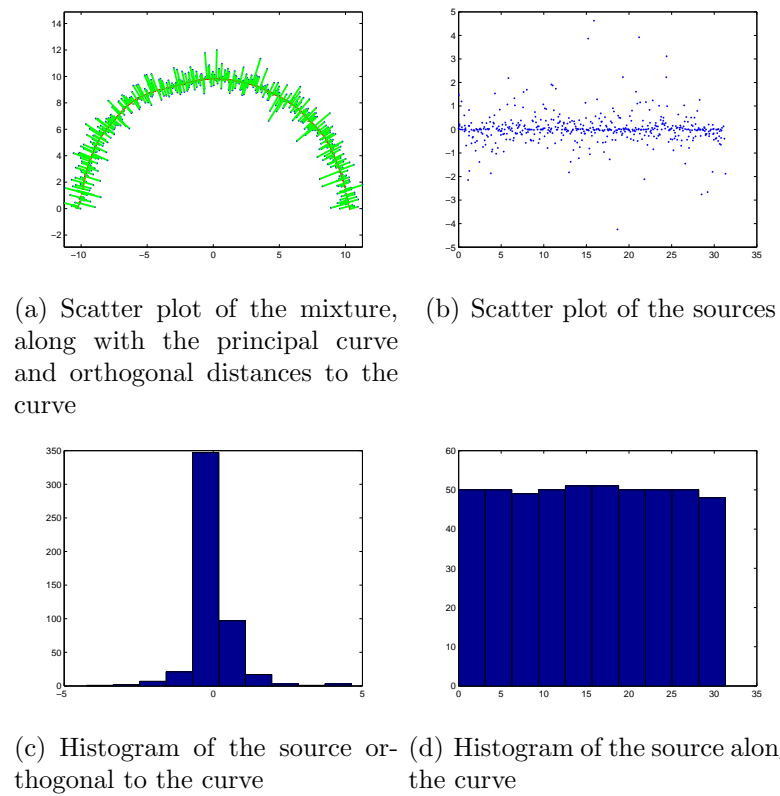 14
12
10
8
6
4
2
0
−2
−10 −5 0 5 10
5
4
3
2
1
0
−1
−2
−3
−4
−5
0 5 10 15 20 25 30 35
(a) Scatter plot of the mixture,
along with the principal curve
and orthogonal distances to the
curve
(b) Scatter plot of the sources
350
300
250
200
150
100
50
0
−5 0 5
60
50
40
30
20
10
0
0 5 10 15 20 25 30 35
(c) Histogram of the source or-
thogonal to the curve
(d) Histogram of the source alon
the curve